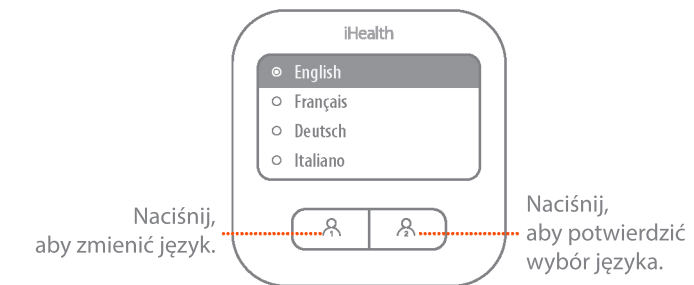 iHealth
English
Français
Deutsch
Italiano
Naciśnij,
aby zmienić język.
1
2
Naciśnij,
aby potwierdzić
wybór języka.